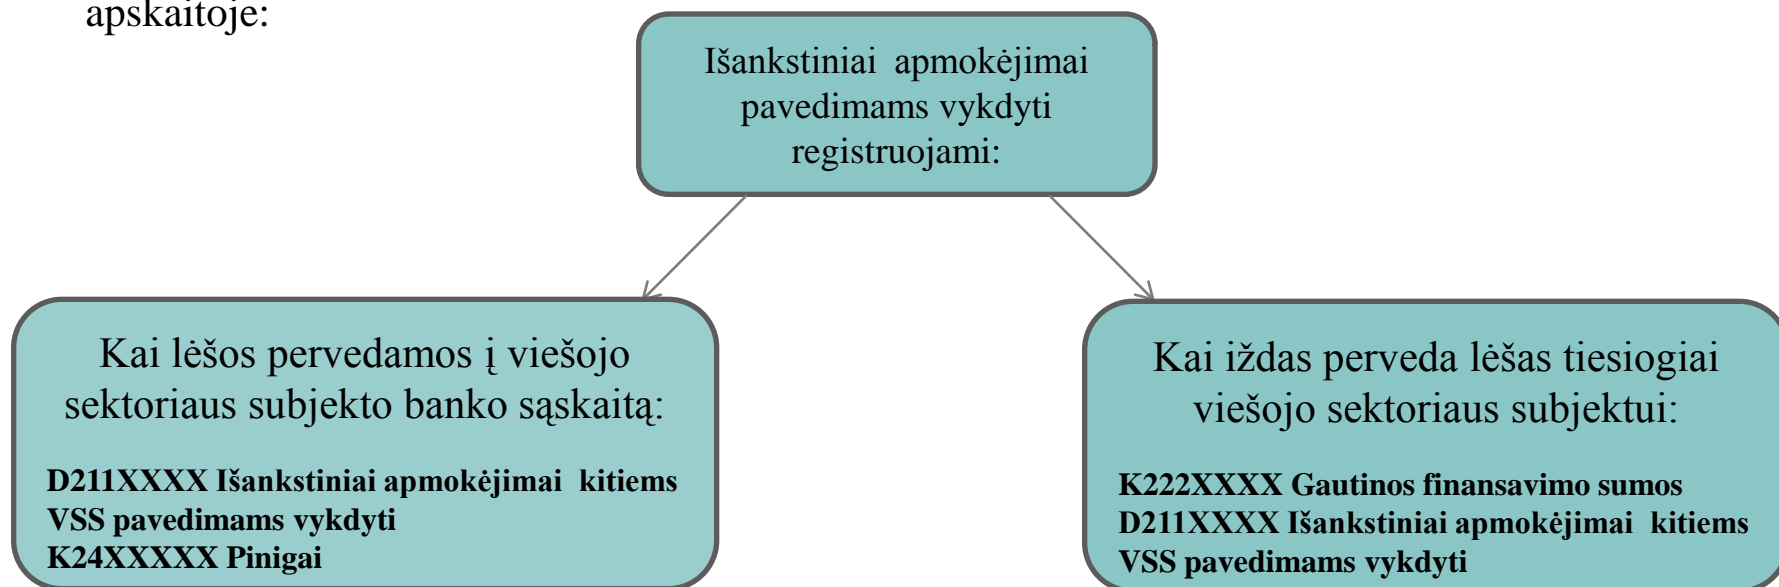 apskaitoje:
Išankstiniai apmokėjimai
pavedimams vykdyti
registruojami:
Kai lėšos pervedamos į viešojo
sektoriaus subjekto banko sąskaitą:
D211XXXX Išankstiniai apmokėjimai kitiems
VSS pavedimams vykdyti
K24XXXXX Pinigai
Kai iždas perveda lėšas tiesiogiai
viešojo sektoriaus subjektui:
K222XXXX Gautinos finansavimo sumos
D211XXXX Išankstiniai apmokėjimai kitiems
VSS pavedimams vykdyti